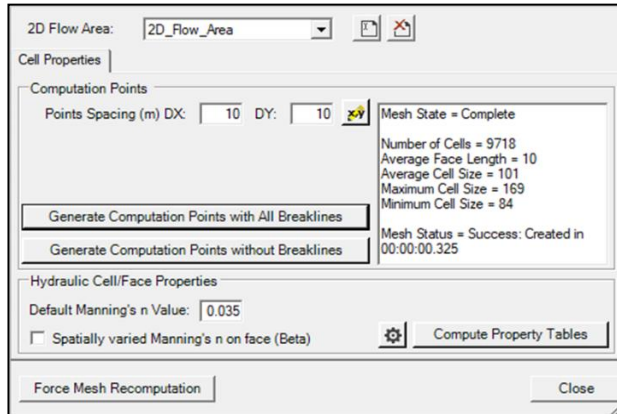 2D Flow Area: 2D_Flow_Area
Cell Properties
Computation Points
Points Spacing (m) DX: 10 DY: 10 x-y
Mesh State = Complete
Number of Cells = 9718
Average Face Length = 10
Average Cell Size = 101
Maximum Cell Size = 169
Minimum Cell Size = 84
Mesh Status = Success: Created in
00:00:00.325
Generate Computation Points with All Breaklines
Generate Computation Points without Breaklines
Hydraulic Cell/Face Properties
Default Manning's n Value: 0.035
Spatially varied Manning's n on face (Beta)
Compute Property Tables
Force Mesh Recomputation
Close